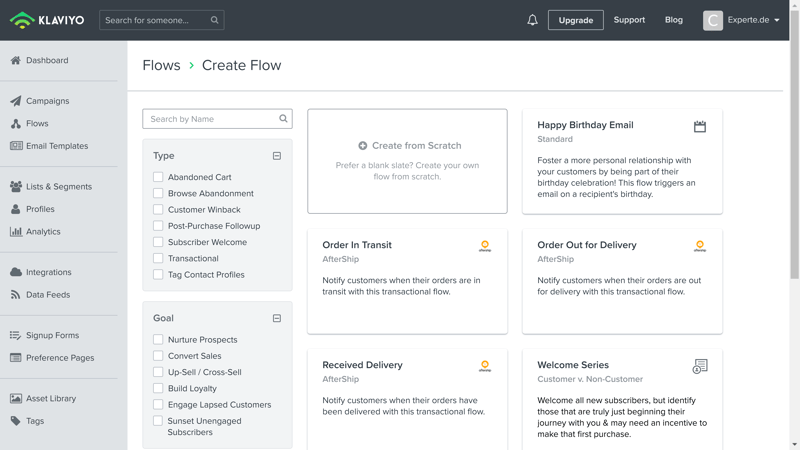 KLAVIYO
Search for someone...
Upgrade
Support
Blog
C
Experte.de
Dashboard
Campaigns
Flows
Email Templates
Lists & Segments
Profiles
Analytics
Integrations
Data Feeds
Signup Forms
Preference Pages
Asset Library
Tags
Flows > Create Flow
Search by Name
Type
Abandoned Cart
Browse Abandonment
Customer Winback
Post-Purchase Followup
Subscriber Welcome
Transactional
Tag Contact Profiles
Goal
Nurture Prospects
Convert Sales
Up-Sell / Cross-Sell
Build Loyalty
Engage Lapsed Customers
Sunset Unengaged
Subscribers
Create from Scratch
Prefer a blank slate? Create your own
flow from scratch.
Happy Birthday Email
Standard
Foster a more personal relationship with
your customers by being part of their
birthday celebration! This flow triggers an
email on a recipient's birthday.
Order In Transit
AfterShip
aftership
Notify customers when their orders are in
transit with this transactional flow.
Order Out for Delivery
AfterShip
aftership
Notify customers when their orders are out
for delivery with this transactional flow.
Received Delivery
AfterShip
aftership
Notify customers when their orders have
been delivered with this transactional flow.
Welcome Series
Customer v. Non-Customer
Welcome all new subscribers, but identify
those that are truly just beginning their
journey with you & may need an incentive to
make that first purchase.